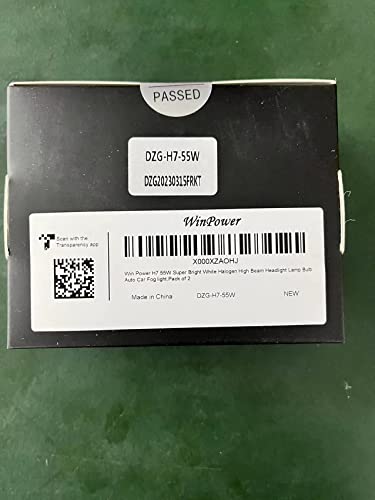 PASSED
DZG-H7-55W
DZG20230315FRKT
WinPower
Scan with the
Transparency app
X000XZAOHJ
Win Power H7 55W Super Bright White Halogen High Beam Headlight Lamp Bulb
Auto Car Fog light,Pack of 2
Made in China DZG-H7-55W NEW